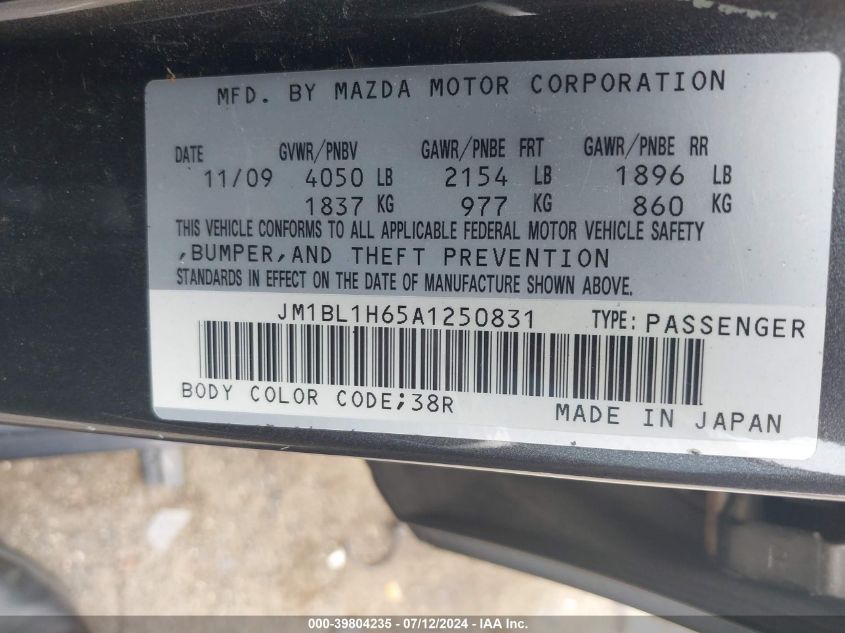 MFD. BY MAZDA MOTOR CORPORATION
DATE GVWR/PNBV GAWR/PNBE FRT GAWR/PNBE RR
11/09 4050 LB 2154 LB 1896 LB
1837 KG 977 KG 860 KG
THIS VEHICLE CONFORMS TO ALL APPLICABLE FEDERAL MOTOR VEHICLE SAFETY
,BUMPER,AND THEFT PREVENTION
STANDARDS IN EFFECT ON THE DATE OF MANUFACTURE SHOWN ABOVE.
JM1BL1H65A1250831 TYPE: PASSENGER
BODY COLOR CODE;38R MADE IN JAPAN
000-39804235 - 07/12/2024 - IAA Inc.